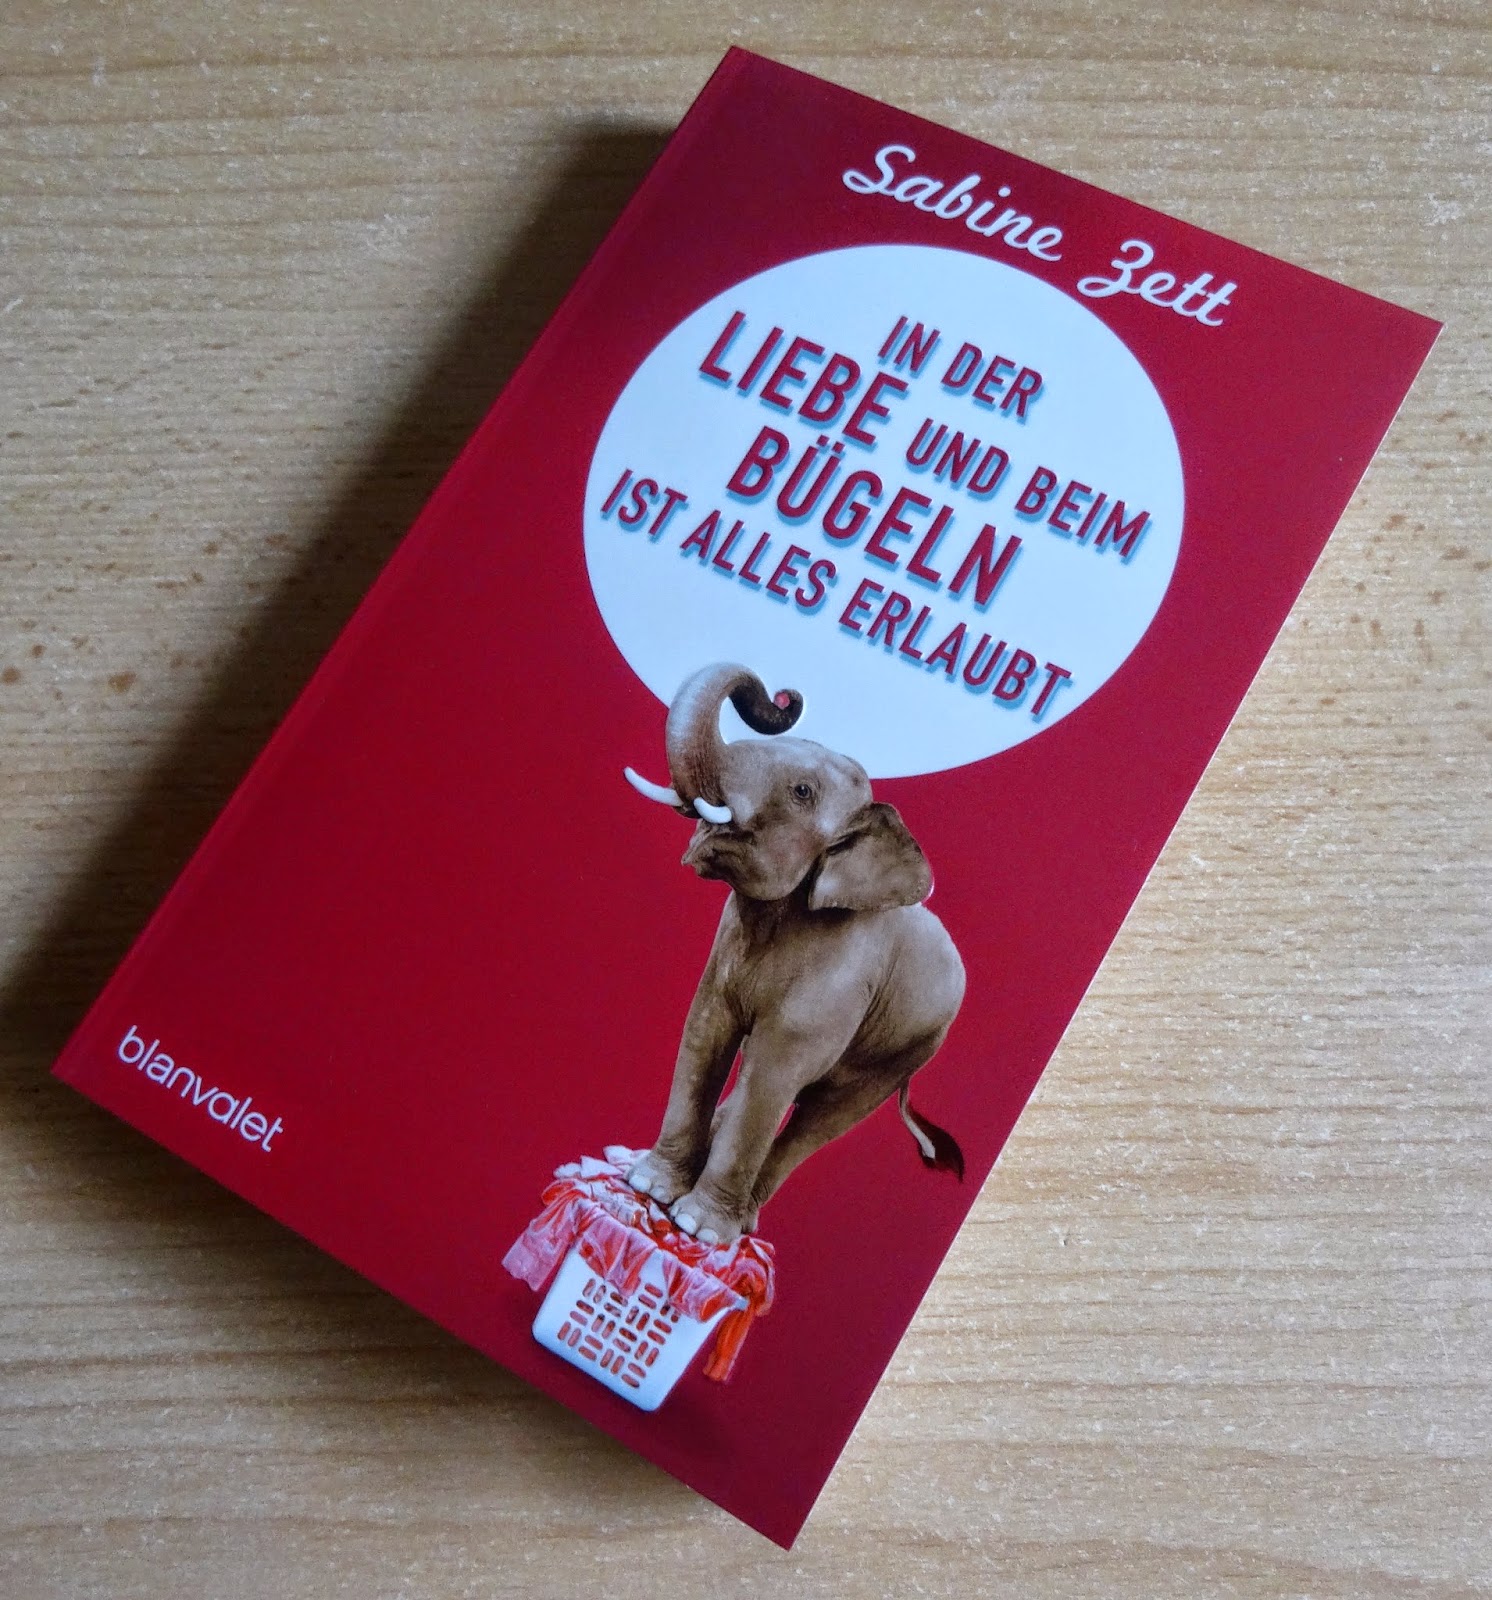 Sabine Zett
IN DER
LIEBE UND BEIM
BÜGELN
IST ALLES ERLAUBT
blanvalet